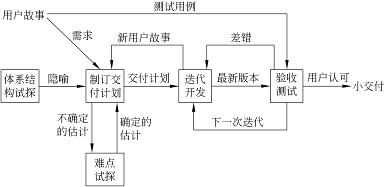 测试用例
用户故事
需求
新用户故事
差错
体系结
构试探
隐喻
制订交
付计划
交付计划
迭代
开发
最新版本
验收
测试
用户认可
小交付
不确定
的估计
确定的
估计
下一次迭代
难点
试探